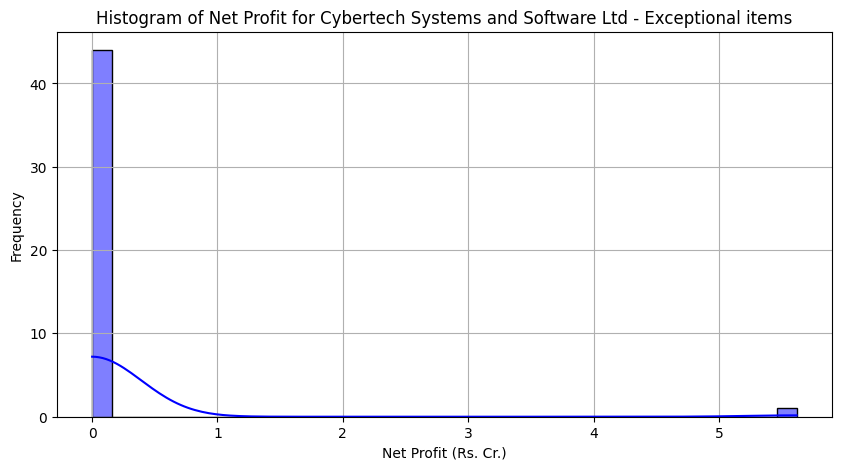 Histogram of Net Profit for Cybertech Systems and Software Ltd - Exceptional items
Frequency
40
30
20
10
0
0 1 2 3 4 5
Net Profit (Rs. Cr.)